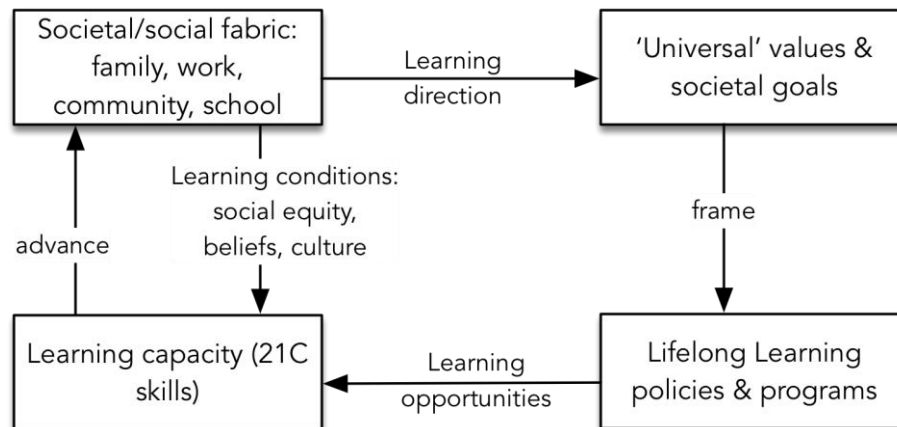 Societal/social fabric:
family, work,
community, school
Learning
direction
‘Universal’ values &
societal goals
Learning conditions:
social equity,
beliefs, culture
advance
frame
Learning capacity (21C
skills)
Learning
opportunities
Lifelong Learning
policies & programs